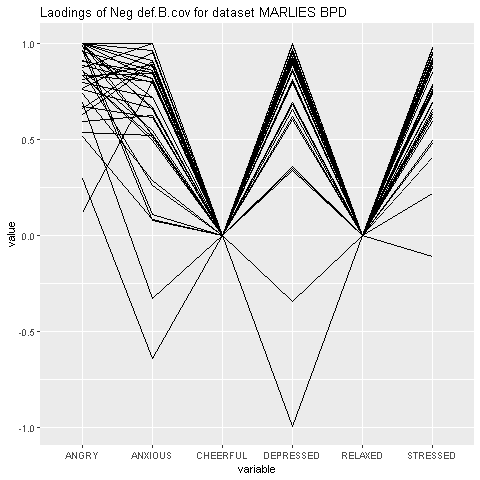 Laodings of Neg def.B.cov for dataset MARLIES BPD
1.0
0.5
0.0
-0.5
-1.0
value
ANGRY ANXIOUS CHEERFUL DEPRESSED RELAXED STRESSED
variable